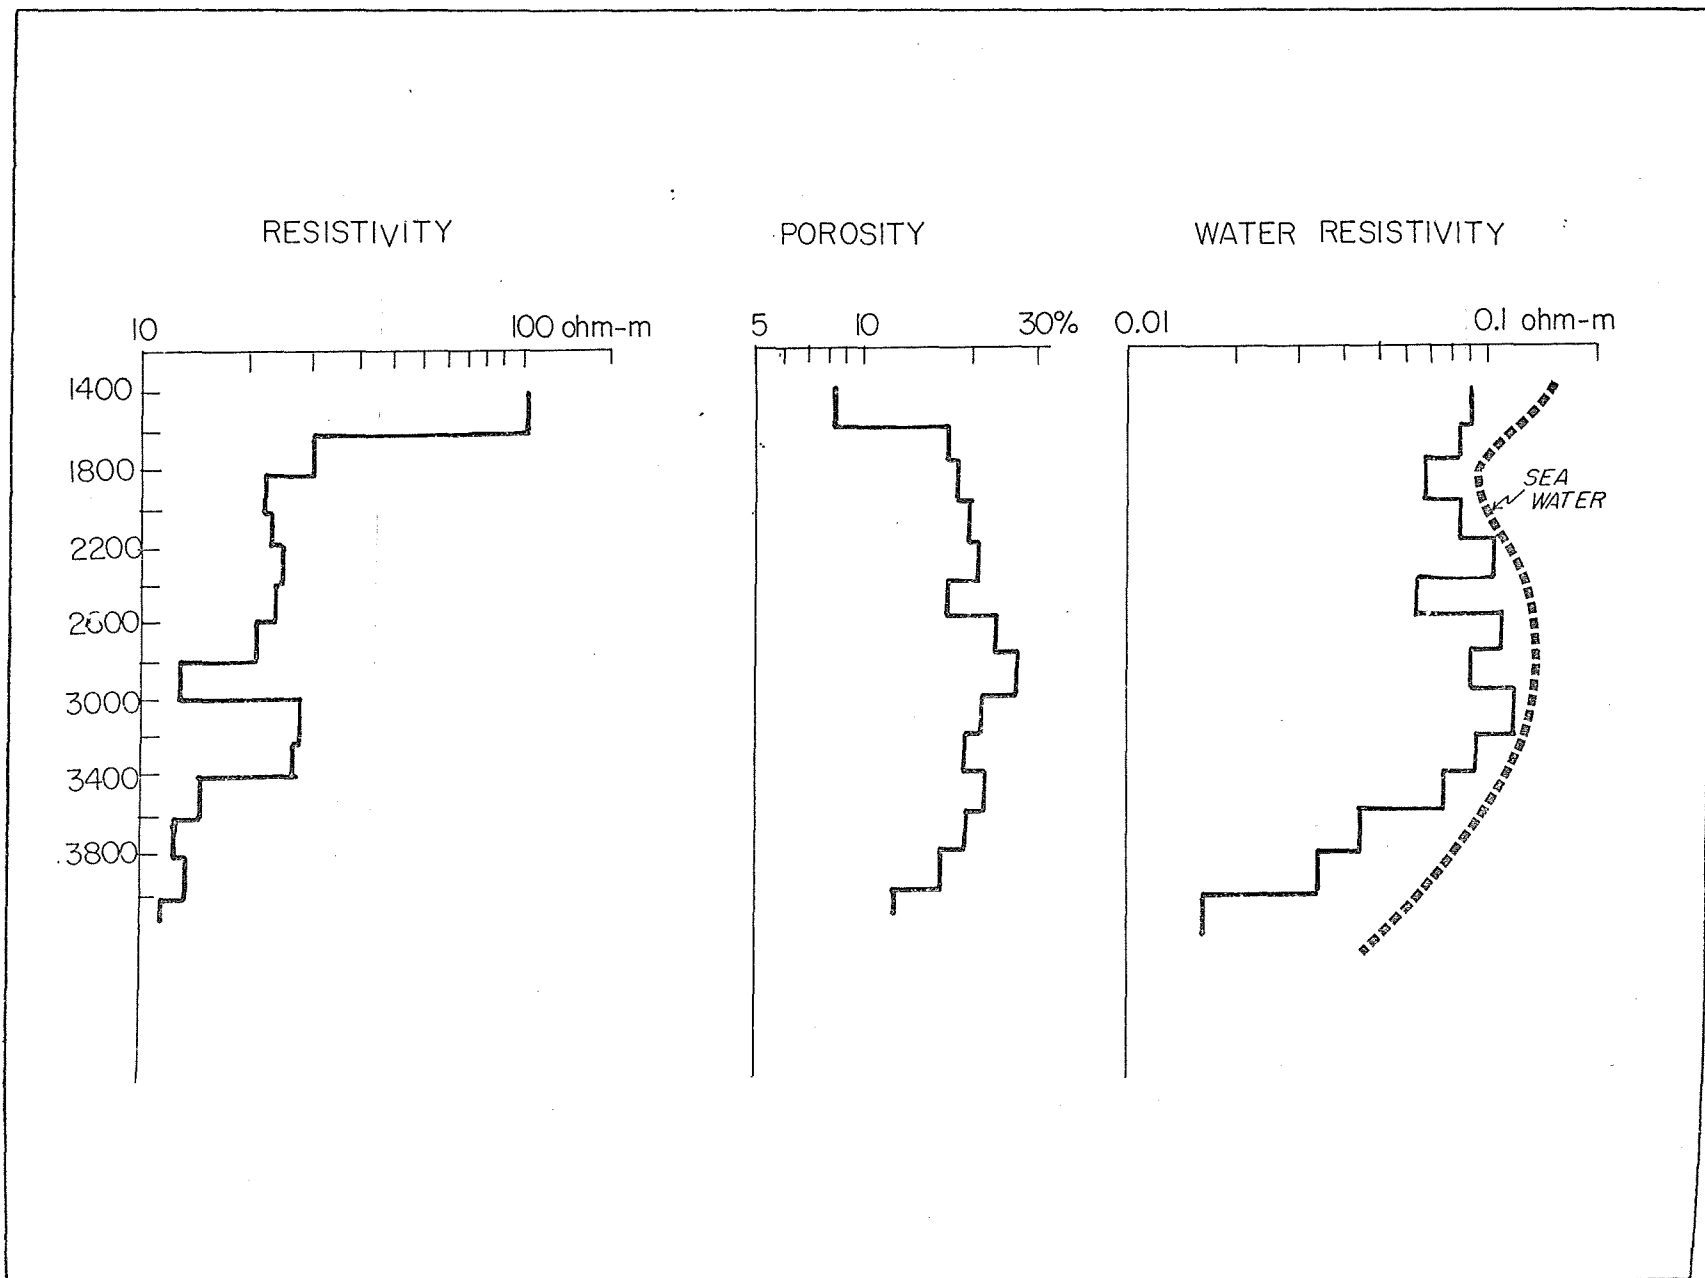 RESISTIVITY
POROSITY
WATER RESISTIVITY
10 100 ohm-m
5 10 30%
0.01 0.1 ohm-m
1400
1800
2200
2600
3000
3400
3800
SEA
WATER